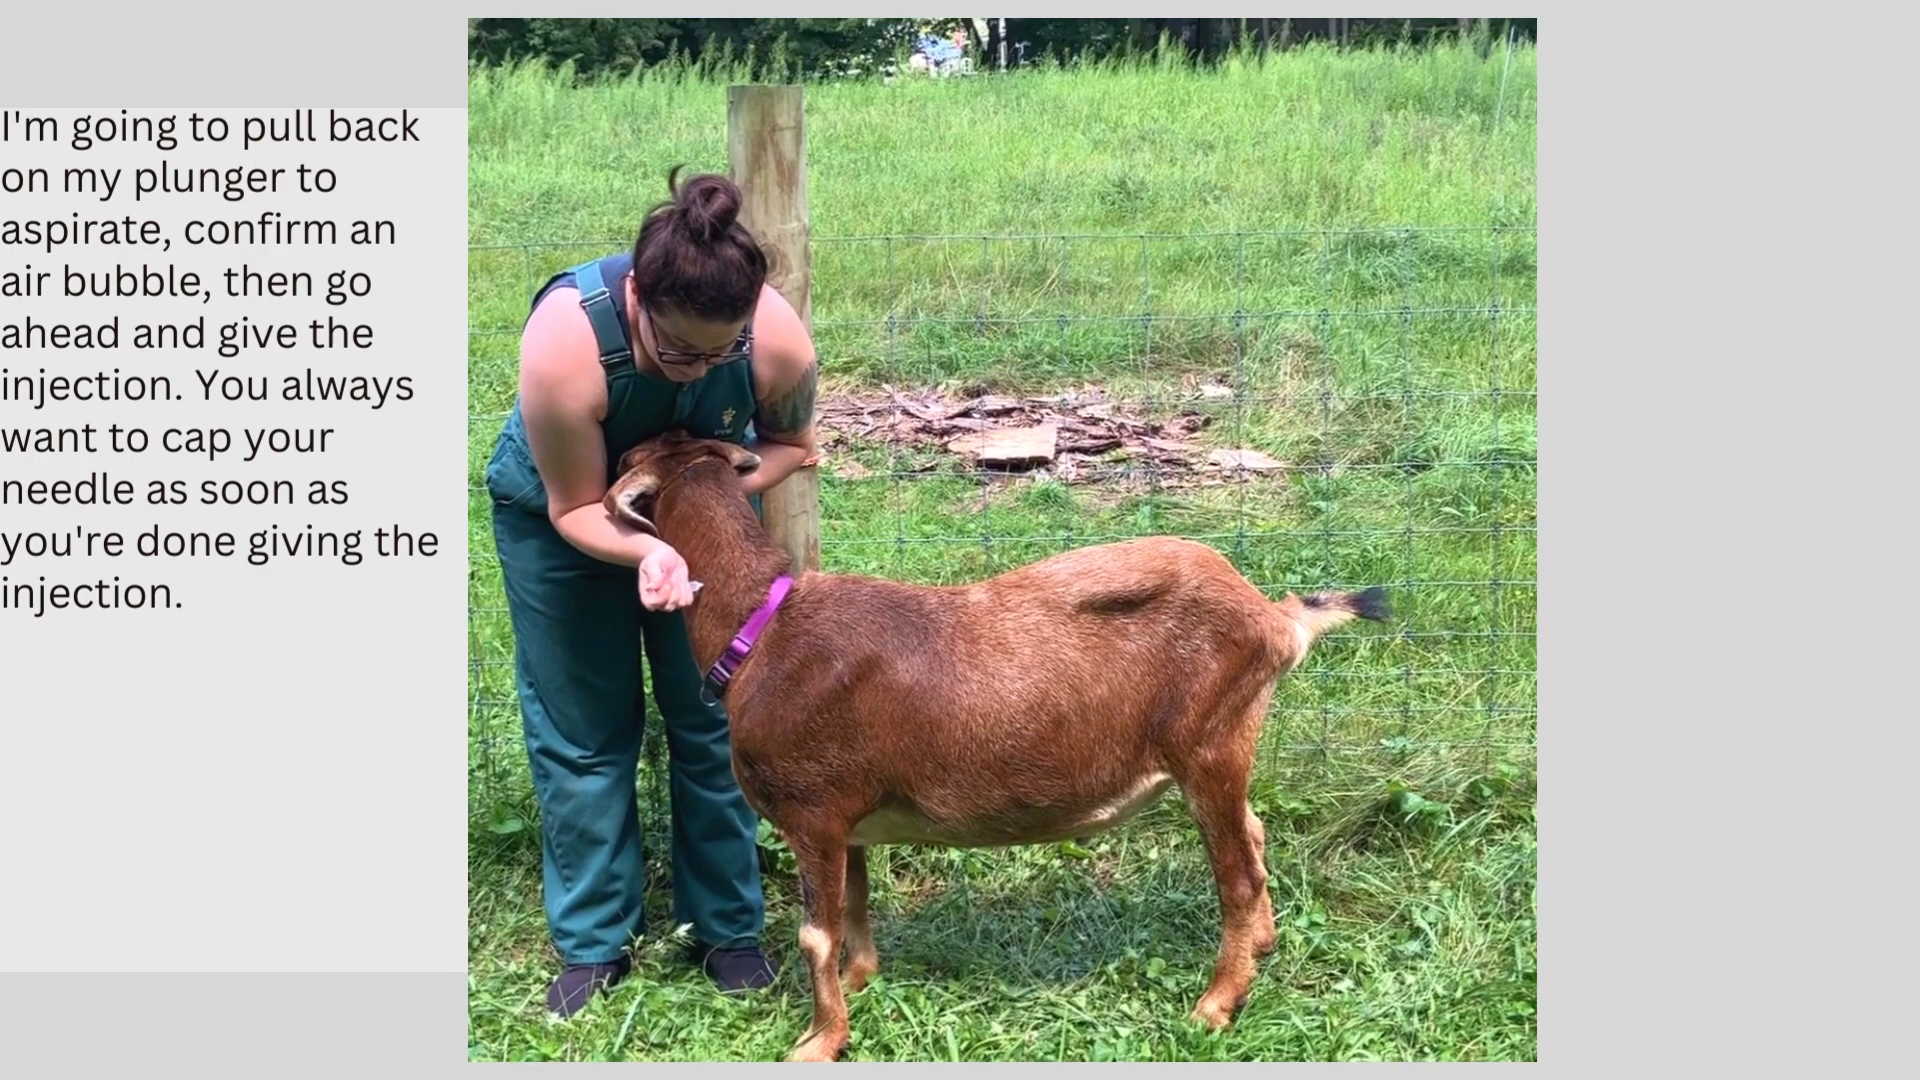 I'm going to pull back
on my plunger to
aspirate, confirm an
air bubble, then go
ahead and give the
injection. You always
want to cap your
needle as soon as
you're done giving the
injection.